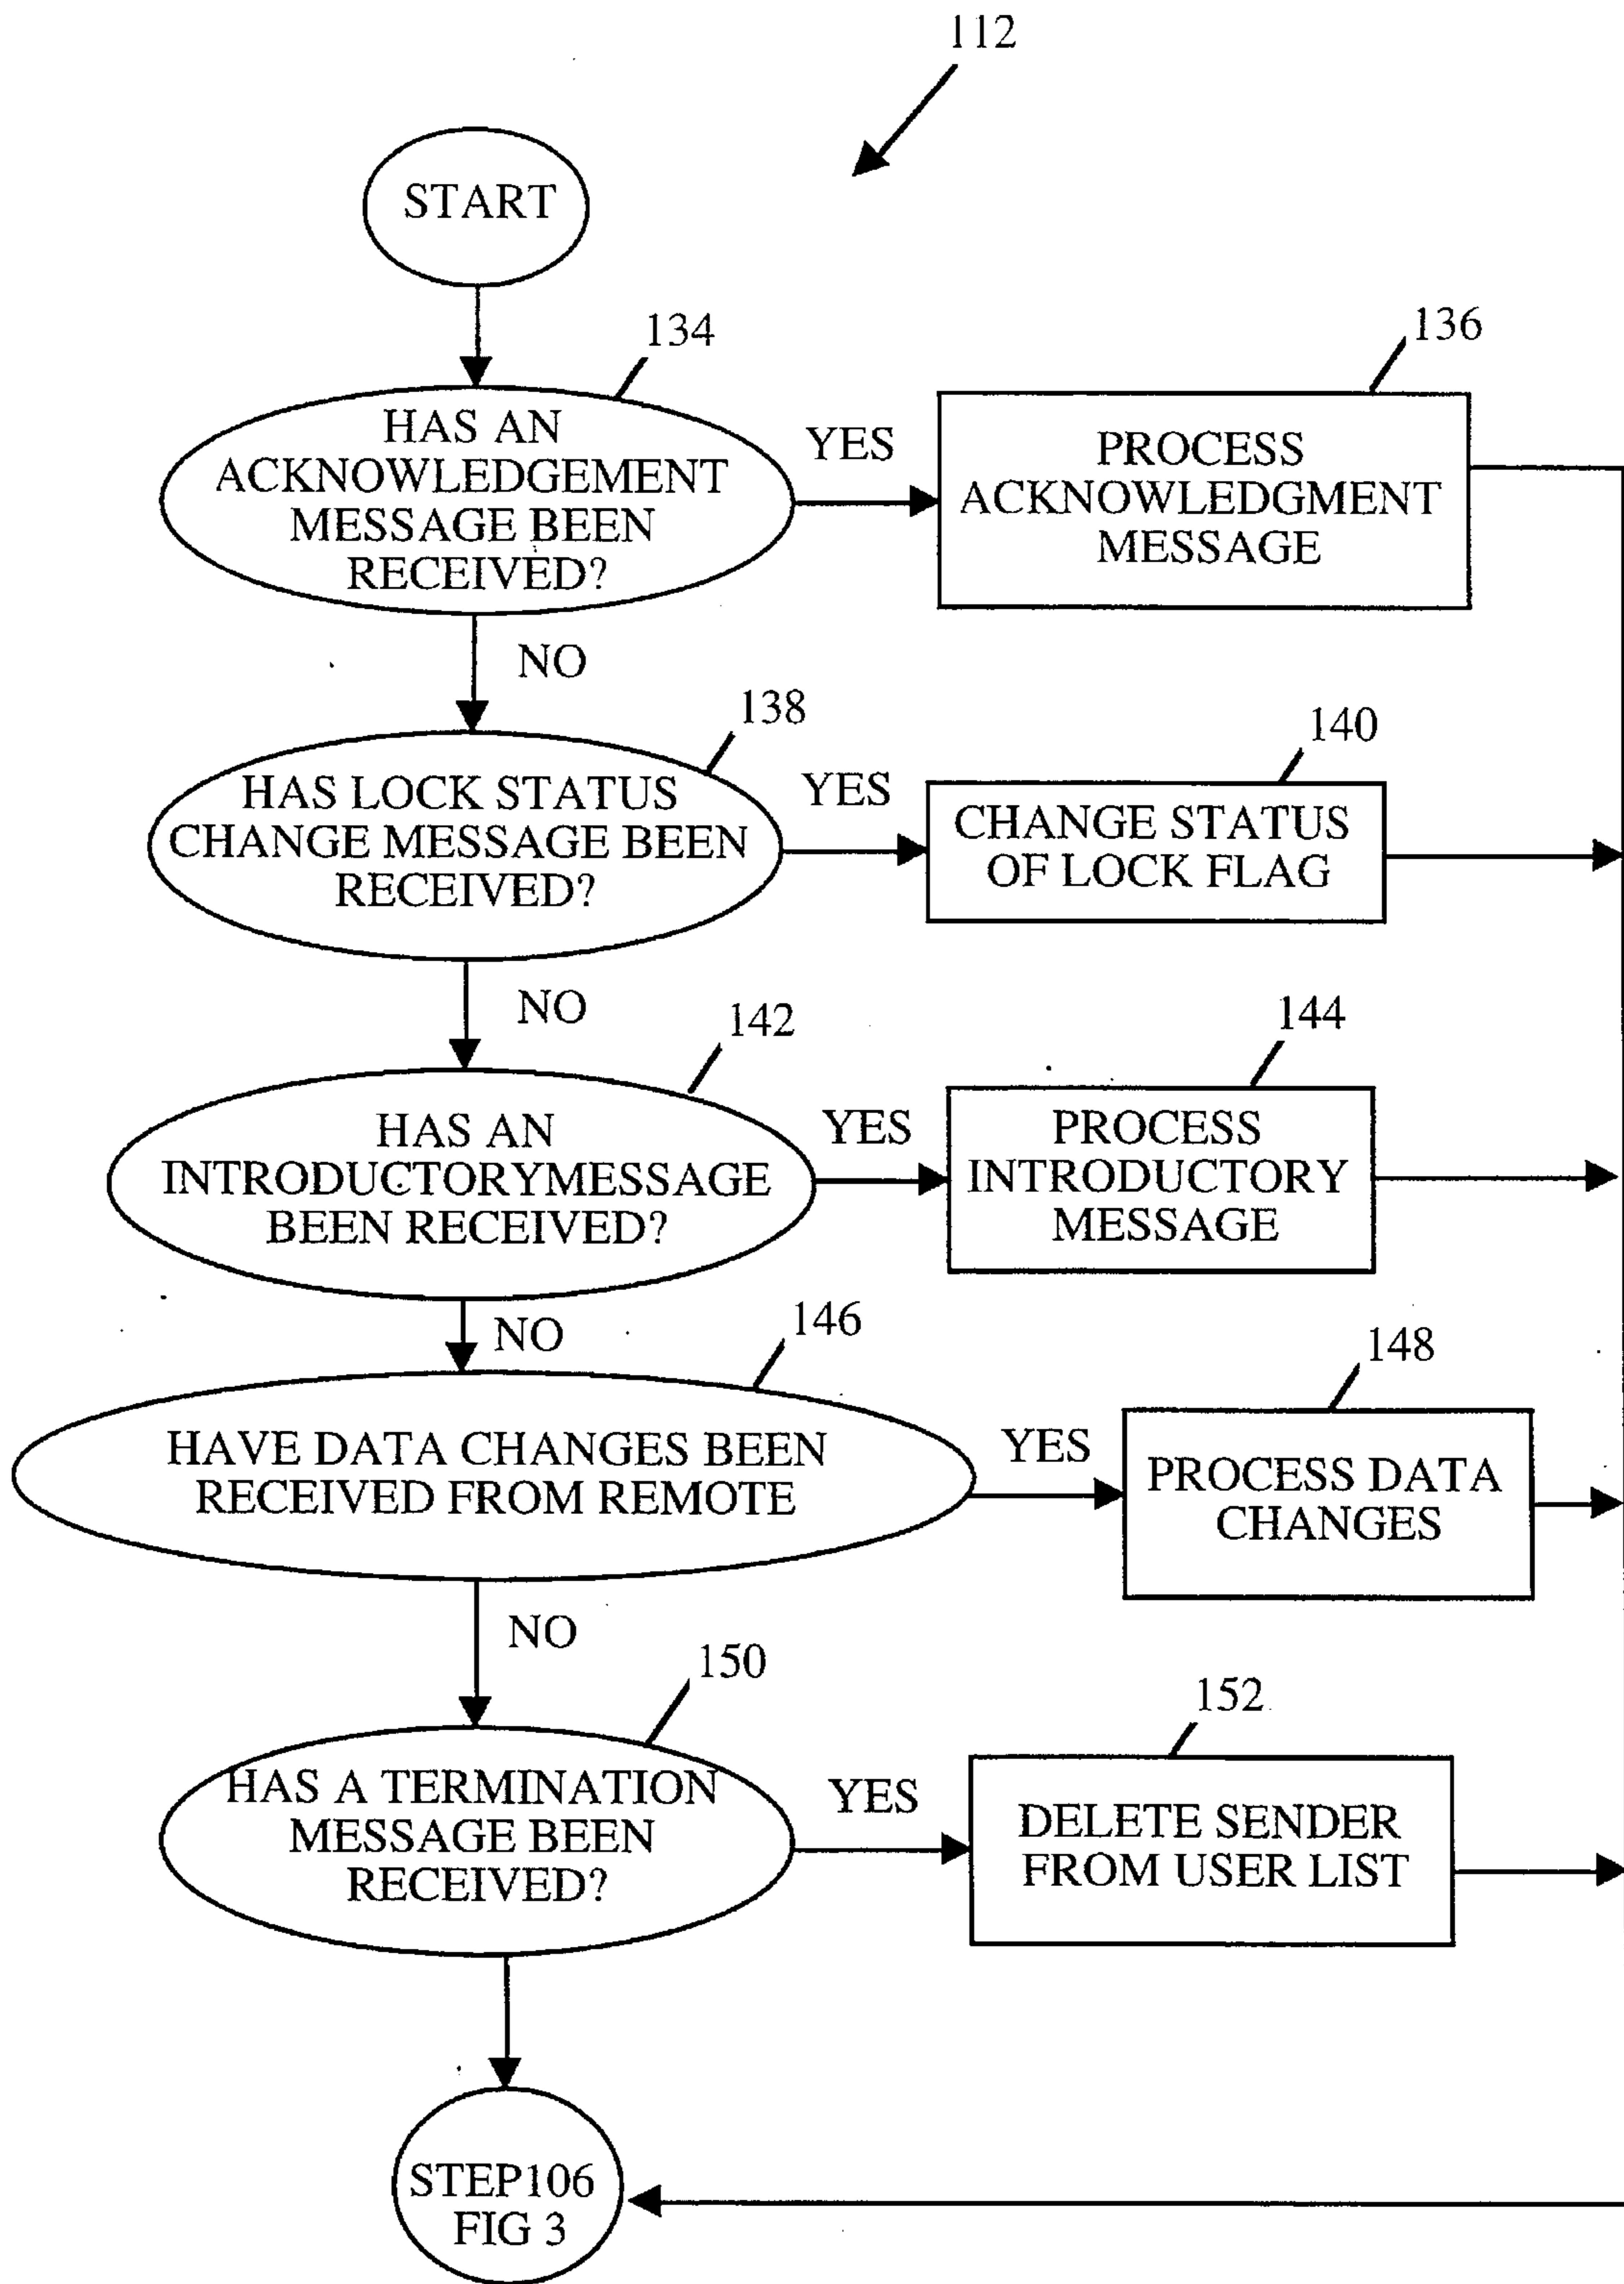 112
START
134
HAS AN
ACKNOWLEDGEMENT
MESSAGE BEEN
RECEIVED?
YES
136
PROCESS
ACKNOWLEDGMENT
MESSAGE
NO
138
HAS LOCK STATUS
CHANGE MESSAGE BEEN
RECEIVED?
YES
140
CHANGE STATUS
OF LOCK FLAG
NO
142
HAS AN
INTRODUCTORYMESSAGE
BEEN RECEIVED?
YES
144
PROCESS
INTRODUCTORY
MESSAGE
NO
146
HAVE DATA CHANGES BEEN
RECEIVED FROM REMOTE
YES
148
PROCESS DATA
CHANGES
NO
150
HAS A TERMINATION
MESSAGE BEEN
RECEIVED?
YES
152
DELETE SENDER
FROM USER LIST
STEP106
FIG 3